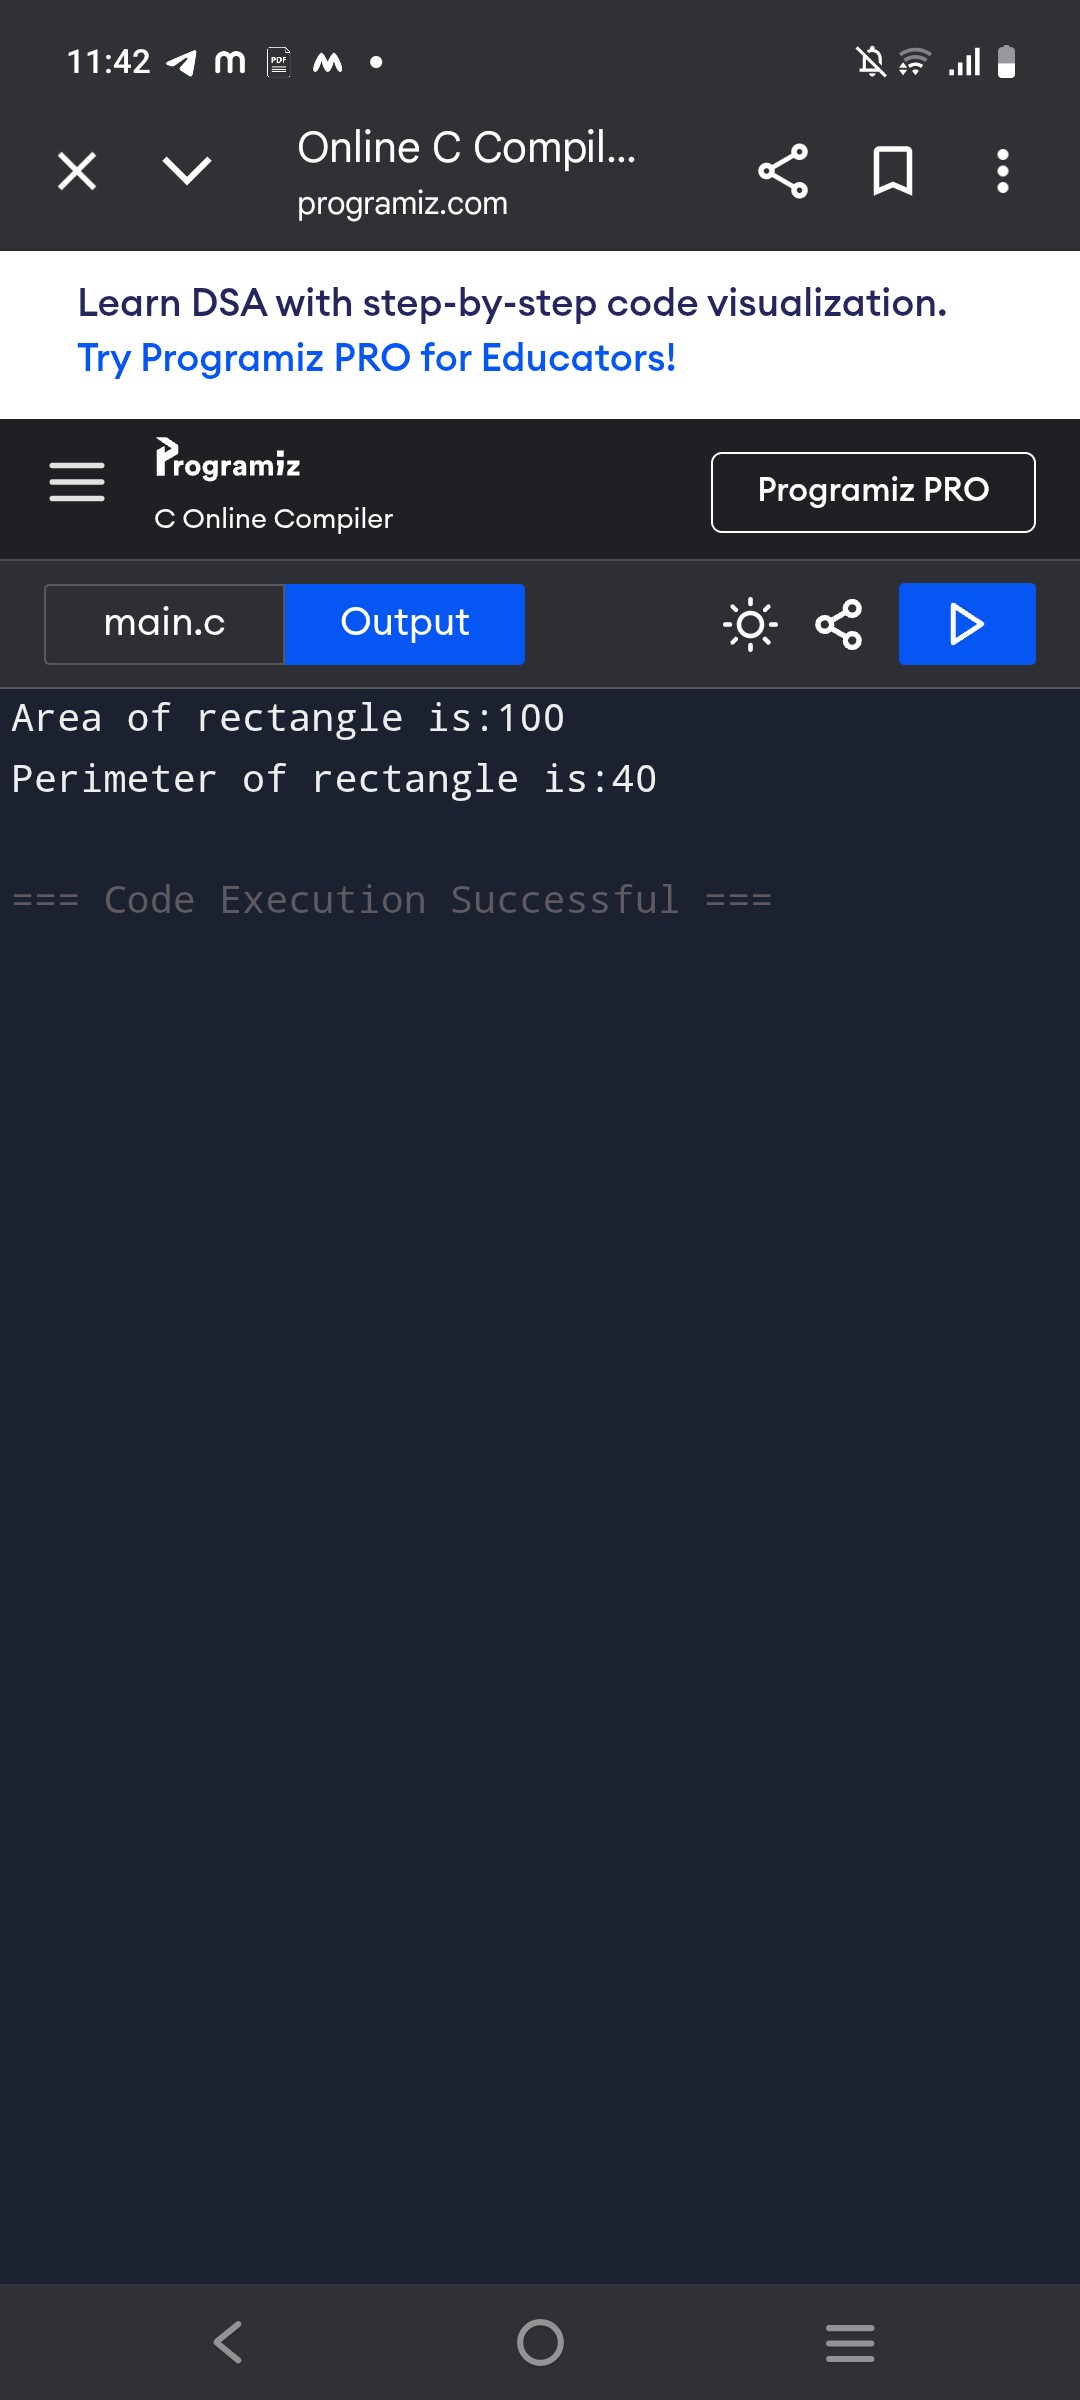 11:42
Online C Compil...
programiz.com
Learn DSA with step-by-step code visualization.
Try Programiz PRO for Educators!
Programiz
C Online Compiler
Programiz PRO
main.c
Output
Area of rectangle is:100
Perimeter of rectangle is:40
=== Code Execution Successful ===